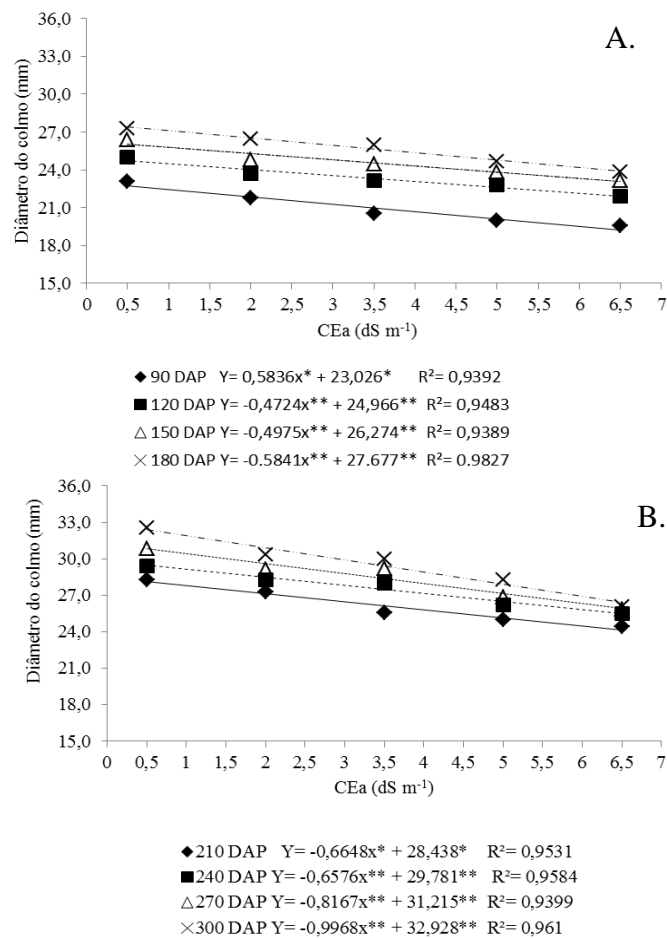 A.
Diâmetro do colmo (mm)
36,0
33,0
30,0
27,0
24,0
21,0
18,0
15,0
0 0,5 1 2 2,5 3 3,5 4 4,5 5 5,5 6 6,5 7
CEa (dS m⁻¹)
90 DAP Y= 0,5836x* + 23,026* R²= 0,9392
120 DAP Y= -0,4724x** + 24,966** R²= 0,9483
150 DAP Y= -0,4975x** + 26,274** R²= 0,9389
180 DAP Y= -0.5841x** + 27.677** R²= 0.9827
B.
Diâmetro do colmo (mm)
36,0
33,0
30,0
27,0
24,0
21,0
18,0
15,0
0 0,5 1 2 2,5 3 3,5 4 4,5 5 5,5 6 6,5 7
CEa (dS m⁻¹)
210 DAP Y= -0,6648x* + 28,438* R²= 0,9531
240 DAP Y= -0,6576x** + 29,781** R²= 0,9584
270 DAP Y= -0,8167x** + 31,215** R²= 0,9399
300 DAP Y= -0,9968x** + 32,928** R²= 0,961